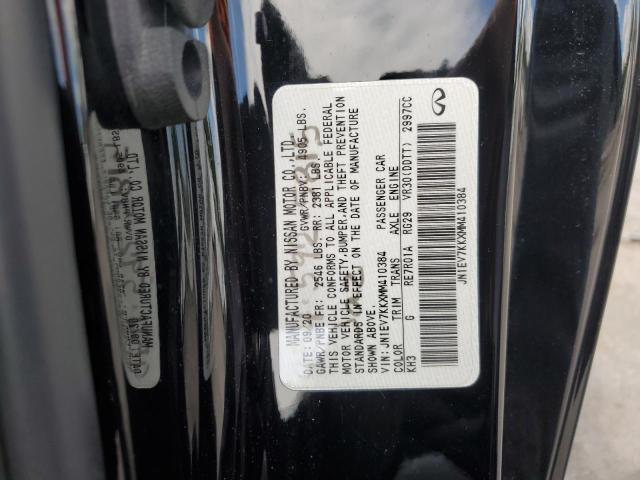 MANUFACTURED BY NISSAN MOTOR CO.,LTD.
DATE: 09/20 GVWR/PNBV: 4905 LBS.
GAWR/PNBE FR: 2546 LBS. RR: 2381 LBS.
THIS VEHICLE CONFORMS TO ALL APPLICABLE FEDERAL
MOTOR VEHICLE SAFETY,BUMPER,AND THEFT PREVENTION
STANDARDS IN EFFECT ON THE DATE OF MANUFACTURE
SHOWN ABOVE.
VIN: JN1EV7KKXMM410384 PASSENGER CAR
COLOR TRIM TRANS AXLE ENGINE
KH3 G RE7R01A RG29 VR30(DDTT) 2997CC
JN1EV7KKXMM410384